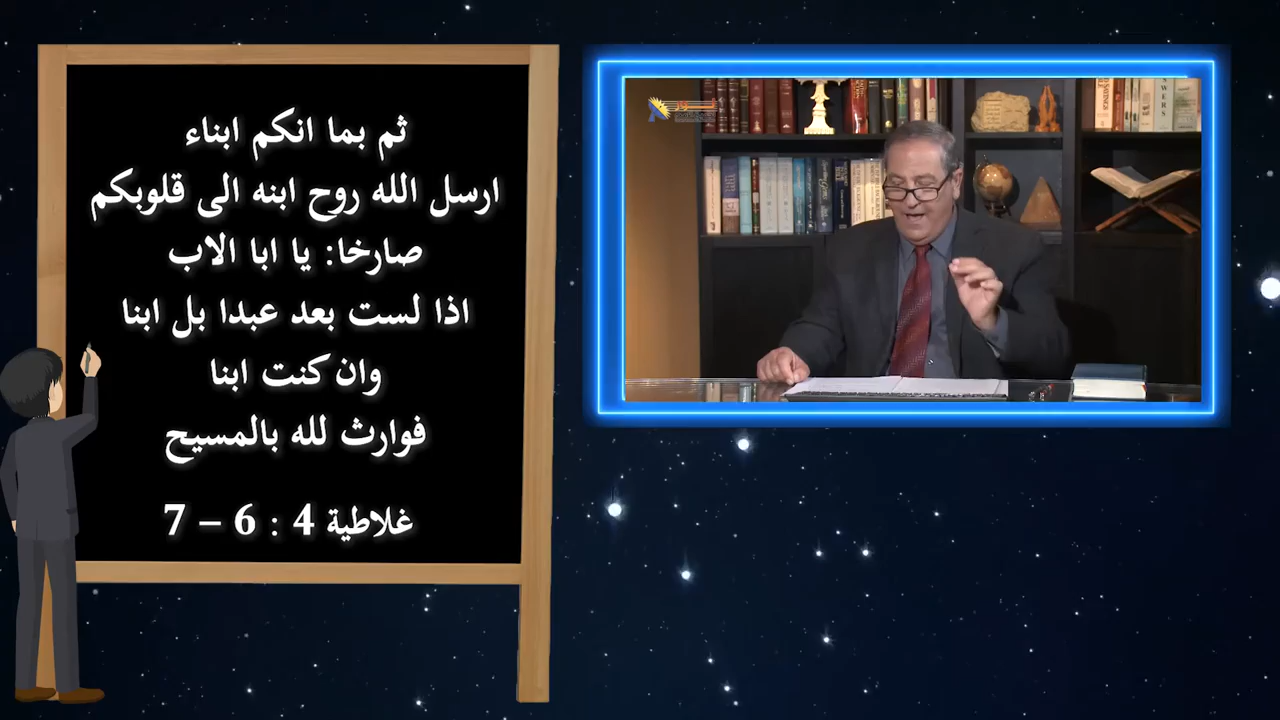 ثم بما انكم ابناء
ارسل الله روح ابنه الى قلوبكم
صارخا: يا ابا الاب
اذا لست بعد عبدا بل ابنا
وان كنت ابنا
فوارث لله بالمسيح
غلاطية 4 : 6 – 7